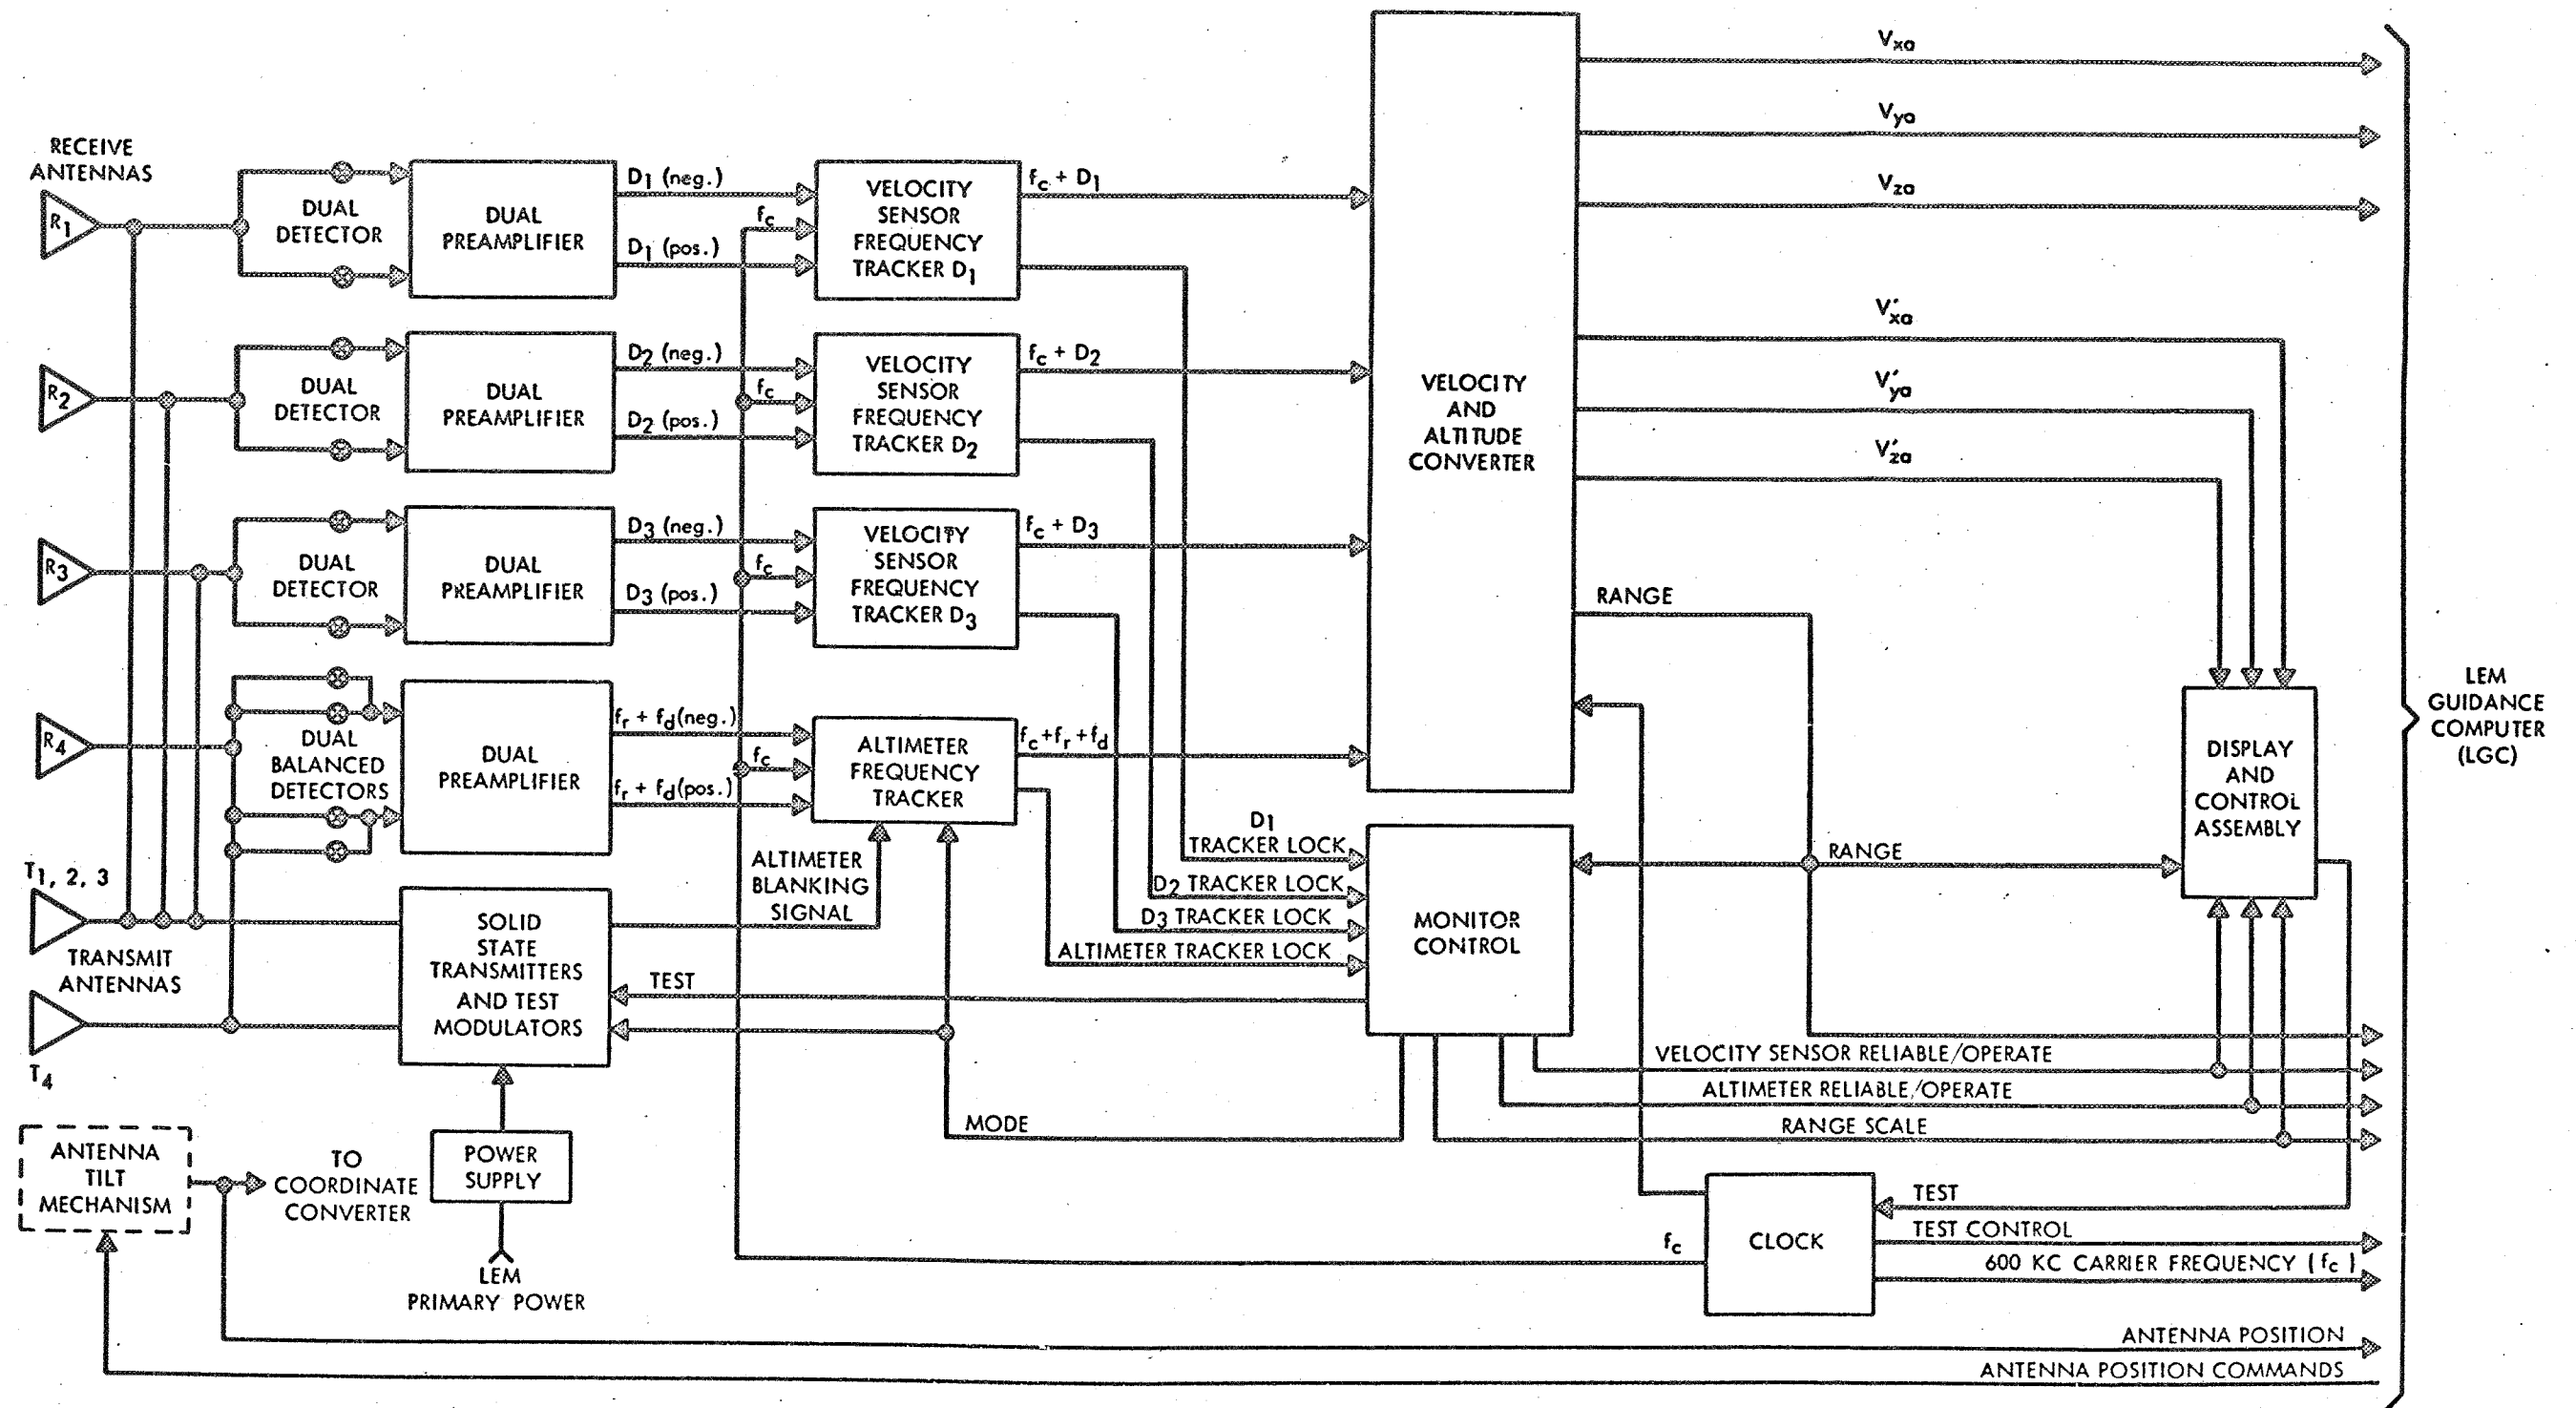 RECEIVE
ANTENNAS
R1
DUAL
DETECTOR
DUAL
PREAMPLIFIER
D1 (neg.)
fc
D1 (pos.)
VELOCITY
SENSOR
FREQUENCY
TRACKER D1
fc + D1
R2
DUAL
DETECTOR
DUAL
PREAMPLIFIER
D2 (neg.)
fc
D2 (pos.)
VELOCITY
SENSOR
FREQUENCY
TRACKER D2
fc + D2
R3
DUAL
DETECTOR
DUAL
PREAMPLIFIER
D3 (neg.)
fc
D3 (pos.)
VELOCITY
SENSOR
FREQUENCY
TRACKER D3
fc + D3
R4
DUAL
BALANCED
DETECTORS
DUAL
PREAMPLIFIER
fr + fd (neg.)
fc
fr + fd (pos.)
ALTIMETER
FREQUENCY
TRACKER
fc + fr + fd
VELOCITY
AND
ALTITUDE
CONVERTER
Vxa
Vya
Vza
V'xa
V'ya
V'za
RANGE
LEM
GUIDANCE
COMPUTER
(LGC)
DISPLAY
AND
CONTROL
ASSEMBLY
RANGE
D1
TRACKER LOCK
D2 TRACKER LOCK
D3 TRACKER LOCK
ALTIMETER TRACKER LOCK
MONITOR
CONTROL
ALTIMETER
BLANKING
SIGNAL
T1, 2, 3
TRANSMIT
ANTENNAS
T4
SOLID
STATE
TRANSMITTERS
AND TEST
MODULATORS
TEST
MODE
VELOCITY SENSOR RELIABLE/OPERATE
ALTIMETER RELIABLE/OPERATE
RANGE SCALE
ANTENNA
TILT
MECHANISM
TO
COORDINATE
CONVERTER
POWER
SUPPLY
LEM
PRIMARY POWER
fc
CLOCK
TEST
TEST CONTROL
600 KC CARRIER FREQUENCY (fc)
ANTENNA POSITION
ANTENNA POSITION COMMANDS